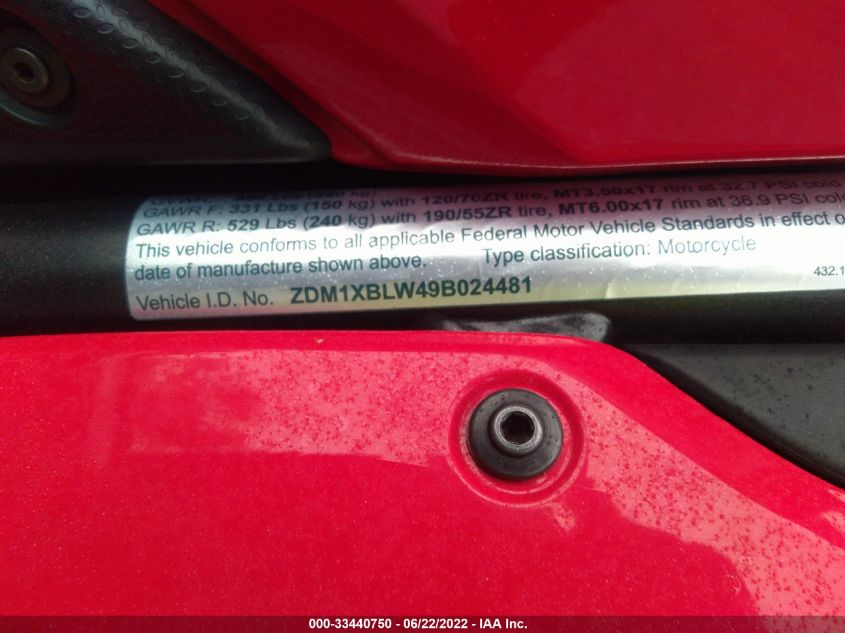 GAWR F: 331 Lbs (150 kg) with 120/70ZR tire, MT3.50x17 rim at 32.7 PSI cold
GAWR R: 529 Lbs (240 kg) with 190/55ZR tire, MT6.00x17 rim at 36.9 PSI cold
This vehicle conforms to all applicable Federal Motor Vehicle Standards in effect o
date of manufacture shown above. Type classification: Motorcycle
432.1
Vehicle I.D. No. ZDM1XBLW49B024481
000-33440750 - 06/22/2022 - IAA Inc.